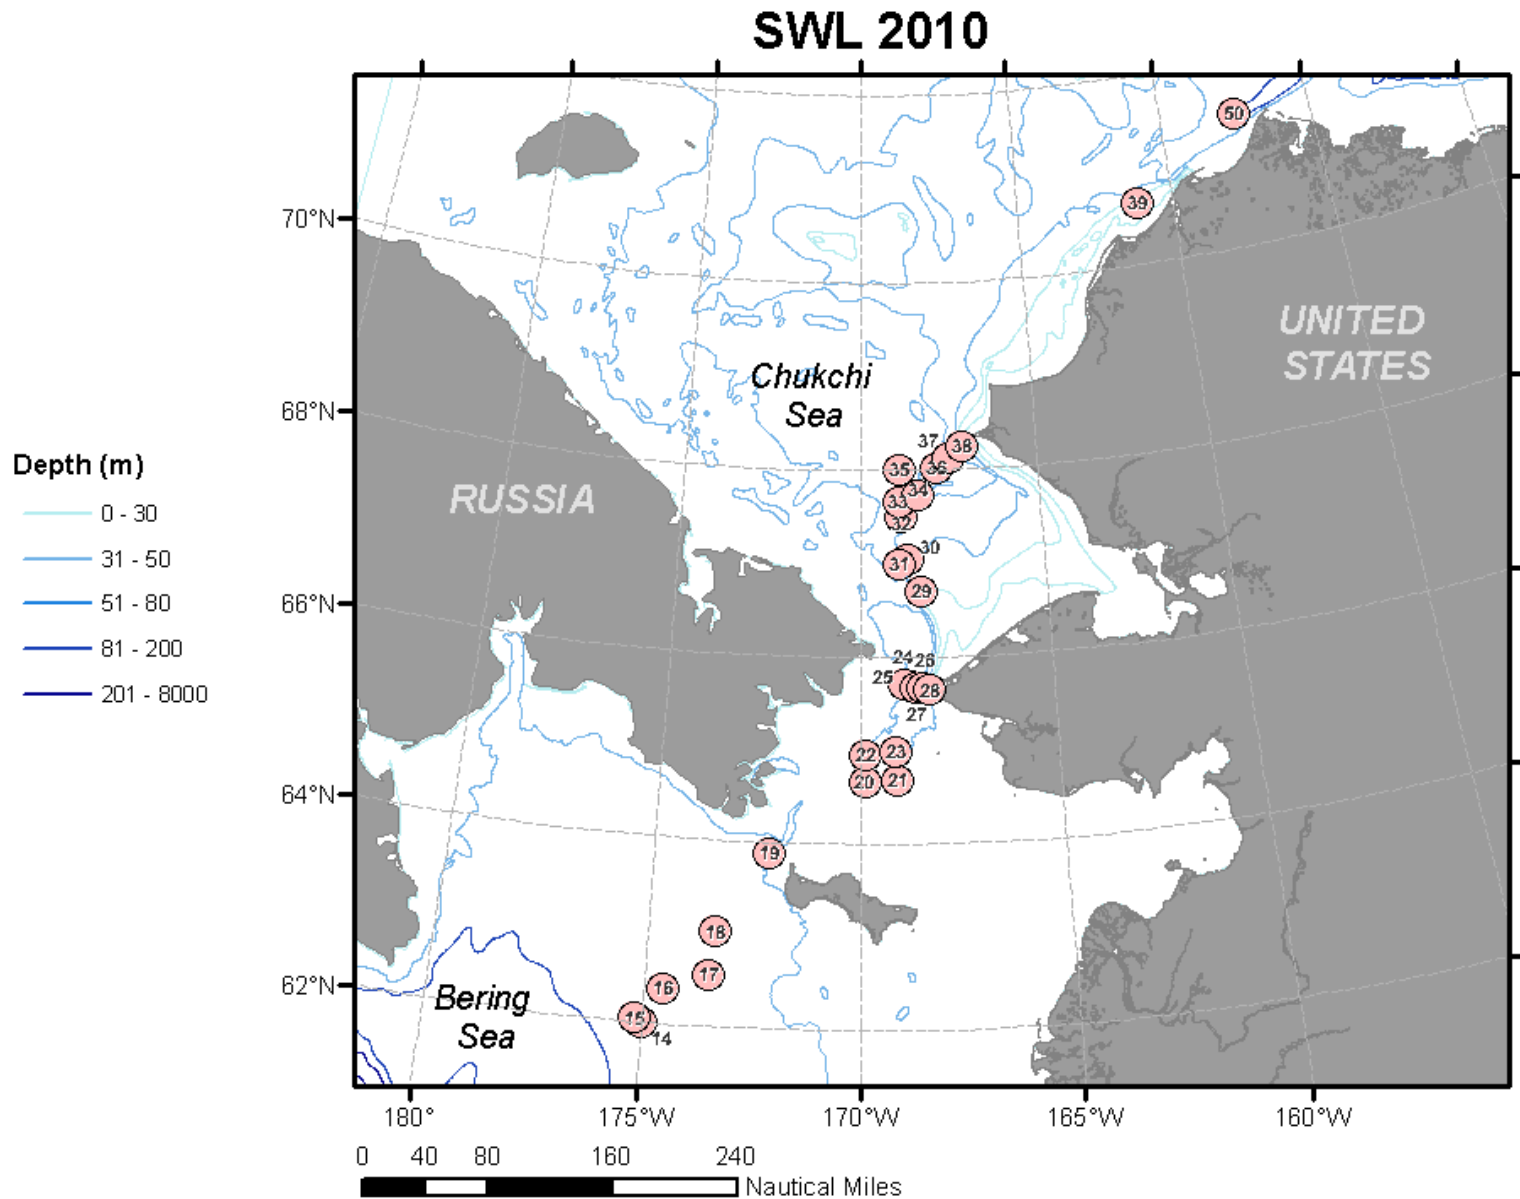 SWL 2010
50
39
70°N
UNITED
STATES
Chukchi
Sea
68°N
37
38
35
36
Depth (m)
34
RUSSIA
33
0 - 30
32
30
31 - 50
31
29
51 - 80
66°N
81 - 200
24
26
25
28
201 - 8000
27
22
23
20
21
64°N
19
18
17
62°N
16
Bering
Sea
15
14
180°
175°W
170°W
165°W
160°W
0 40 80 160 240
Nautical Miles